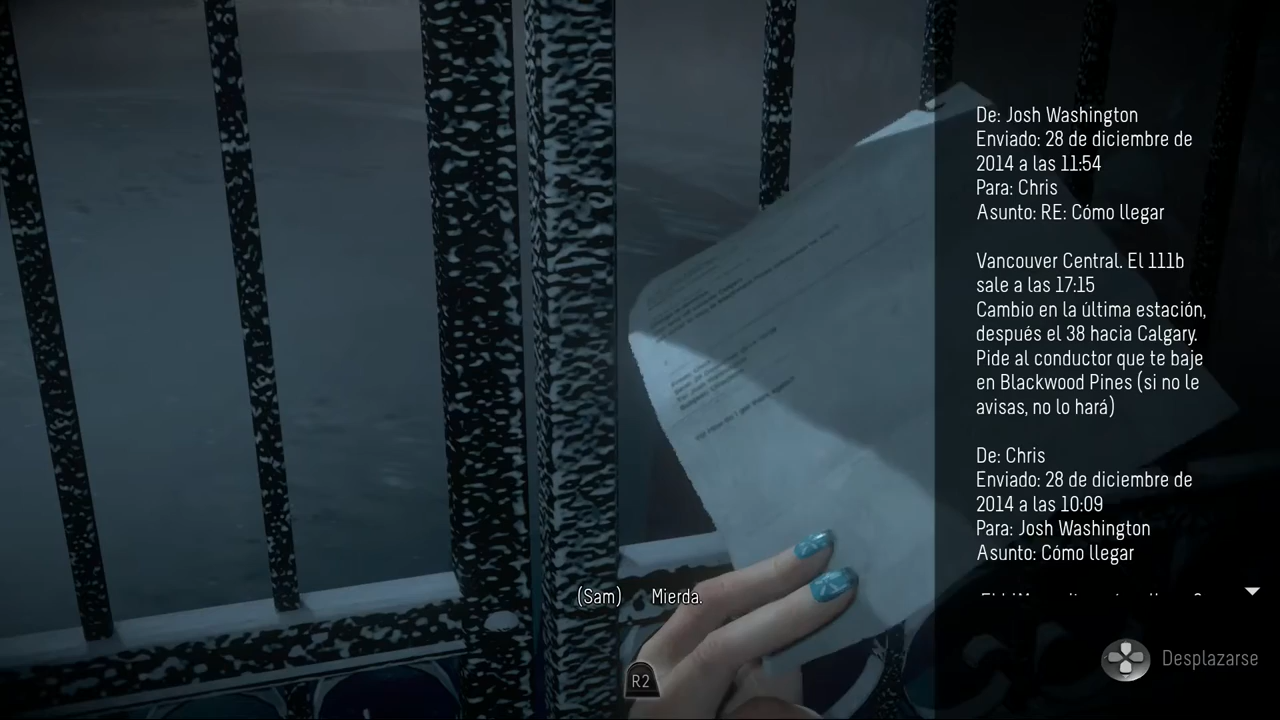 De: Josh Washington
Enviado: 28 de diciembre de
2014 a las 11:54
Para: Chris
Asunto: RE: Cómo llegar
Vancouver Central. El 111b
sale a las 17:15
Cambio en la última estación,
después el 38 hacia Calgary.
Pide al conductor que te baje
en Blackwood Pines (si no le
avisas, no lo hará)
De: Chris
Enviado: 28 de diciembre de
2014 a las 10:09
Para: Josh Washington
Asunto: Cómo llegar
(Sam) Mierda.
R2
Desplazarse